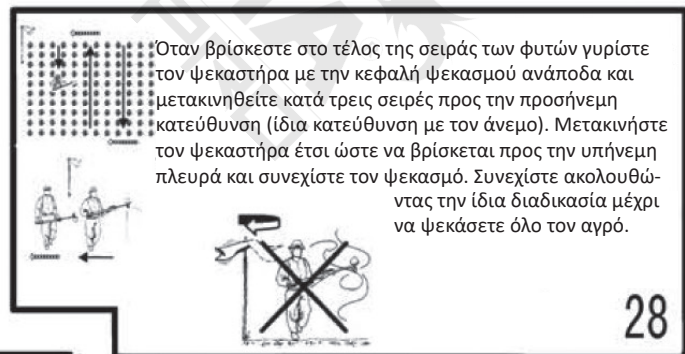 Όταν βρίσκεστε στο τέλος της σειράς των φυτών γυρίστε
τον ψεκαστήρα με την κεφαλή ψεκασμού ανάποδα και
μετακινηθείτε κατά τρεις σειρές προς την προσήνεμη
κατεύθυνση (ίδια κατεύθυνση με τον άνεμο). Μετακινήστε
τον ψεκαστήρα έτσι ώστε να βρίσκεται προς την υπήνεμη
πλευρά και συνεχίστε τον ψεκασμό. Συνεχίστε ακολουθώ-
ντας την ίδια διαδικασία μέχρι
να ψεκάσετε όλο τον αγρό.
28